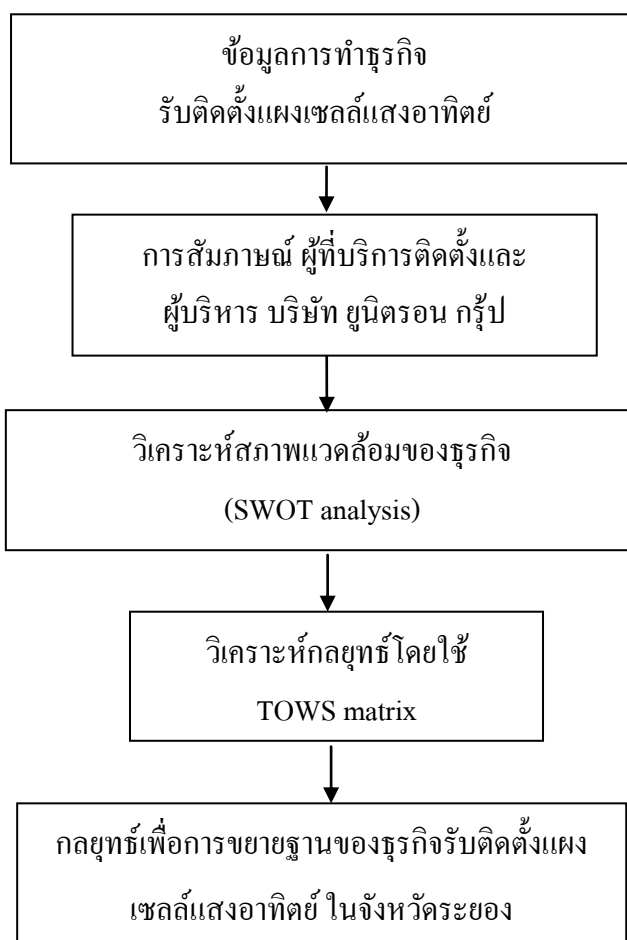 ข้อมูลการทำธุรกิจ
รับติดตั้งแผงเซลล์แสงอาทิตย์
การสัมภาษณ์ ผู้ที่บริการติดตั้งและ
ผู้บริหาร บริษัท ยูนิตรอน กรุ้ป
วิเคราะห์สภาพแวดล้อมของธุรกิจ
(SWOT analysis)
วิเคราะห์กลยุทธ์โดยใช้
TOWS matrix
กลยุทธ์เพื่อการขยายฐานของธุรกิจรับติดตั้งแผง
เซลล์แสงอาทิตย์ ในจังหวัดระยอง